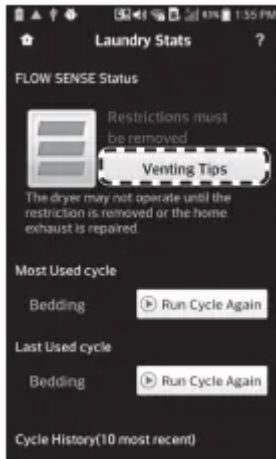 83% 1:55 PM
Laundry Stats ?
FLOW SENSE Status
Restrictions must
be removed
Venting Tips
The dryer may not operate until the
restriction is removed or the home
exhaust is repaired.
Most Used cycle
Bedding Run Cycle Again
Last Used cycle
Bedding Run Cycle Again
Cycle History(10 most recent)